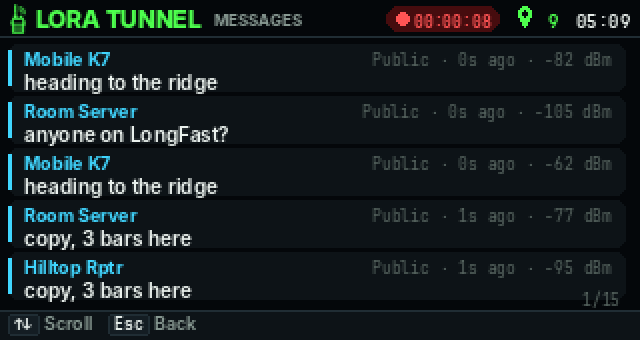 LORA TUNNEL MESSAGES 00:00:08 9 05:09
Mobile K7 Public · 0s ago · -82 dBm
heading to the ridge
Room Server Public · 0s ago · -105 dBm
anyone on LongFast?
Mobile K7 Public · 0s ago · -62 dBm
heading to the ridge
Room Server Public · 1s ago · -77 dBm
copy, 3 bars here
Hilltop Rptr Public · 1s ago · -95 dBm
copy, 3 bars here
1/15
↑↓ Scroll Esc Back